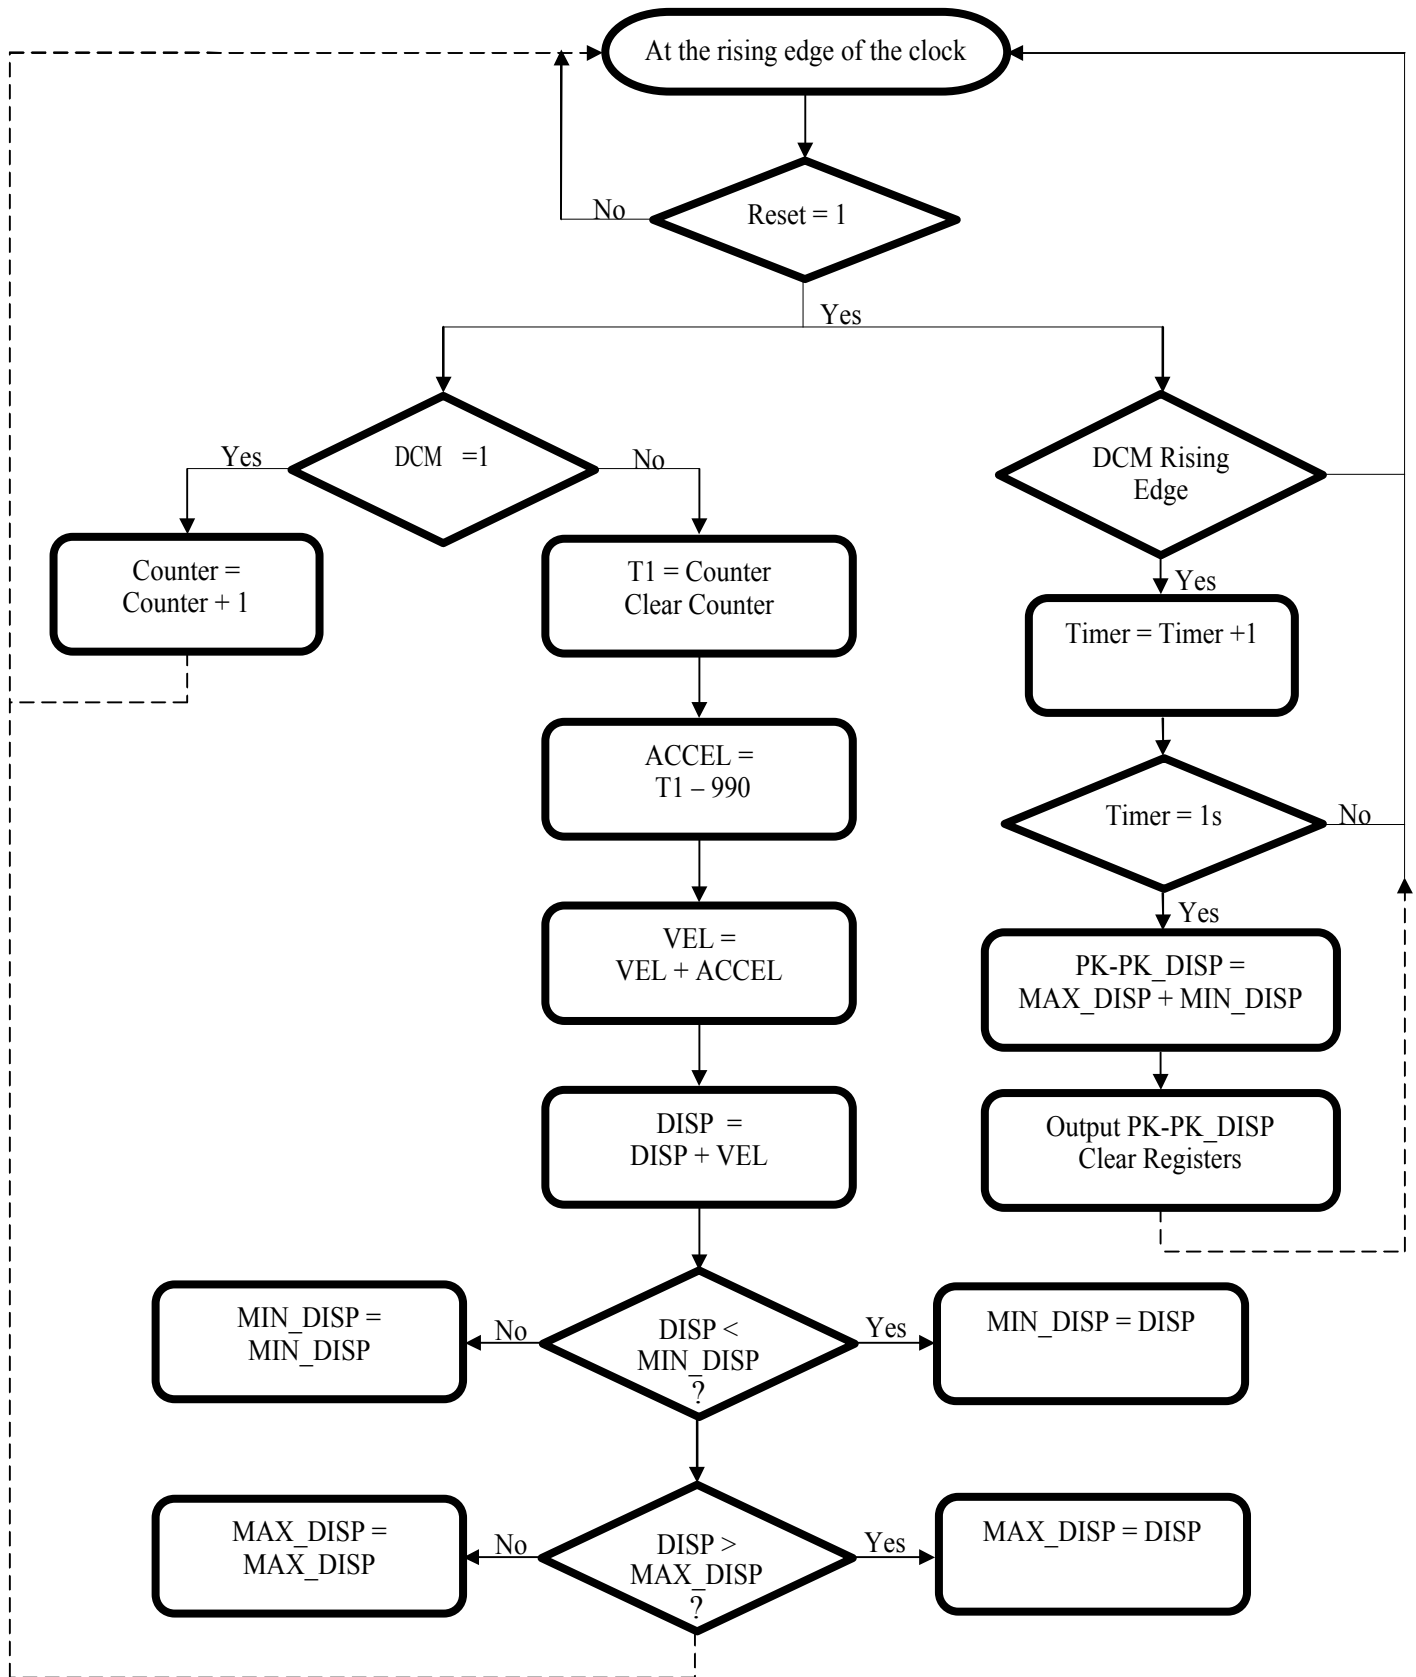 At the rising edge of the clock
No
Reset = 1
Yes
Yes
DCM =1
No
DCM Rising
Edge
Counter =
Counter + 1
T1 = Counter
Clear Counter
Yes
Timer = Timer +1
ACCEL =
T1 – 990
Timer = 1s
No
VEL =
VEL + ACCEL
Yes
PK-PK_DISP =
MAX_DISP + MIN_DISP
DISP =
DISP + VEL
Output PK-PK_DISP
Clear Registers
MIN_DISP =
MIN_DISP
No
DISP <
MIN_DISP
?
Yes
MIN_DISP = DISP
MAX_DISP =
MAX_DISP
No
DISP >
MAX_DISP
?
Yes
MAX_DISP = DISP